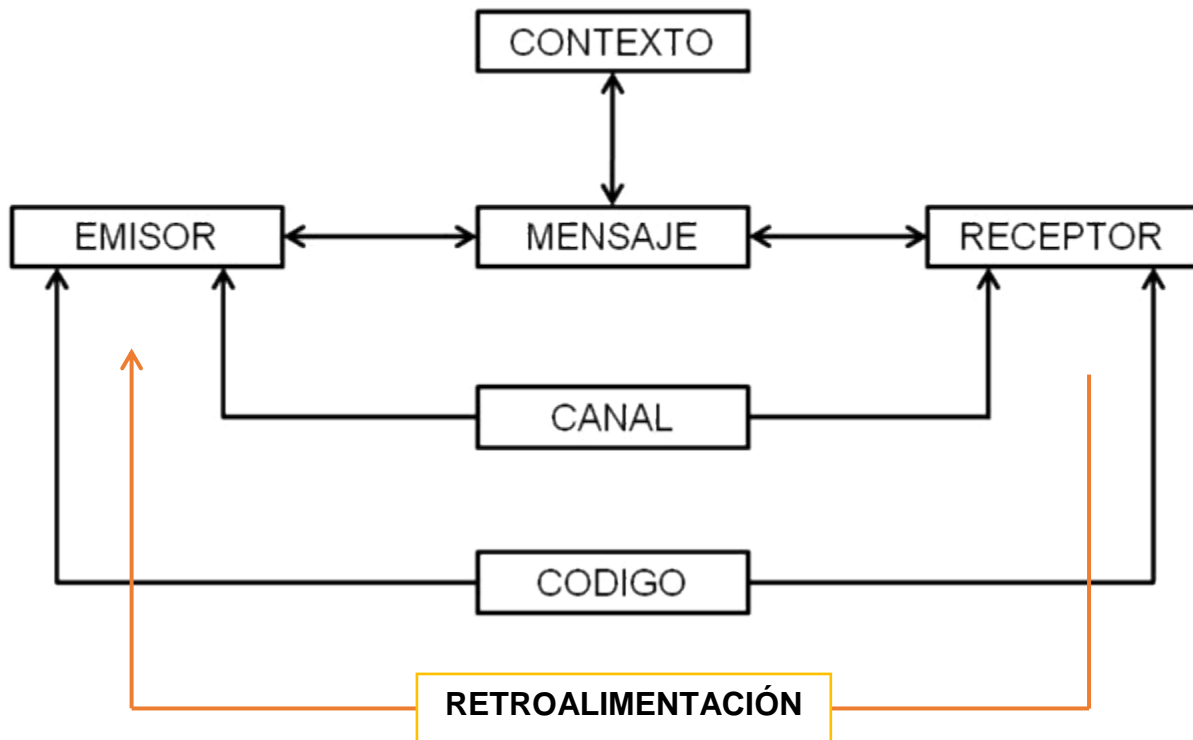 CONTEXTO
EMISOR
MENSAJE
RECEPTOR
CANAL
CODIGO
RETROALIMENTACIÓN